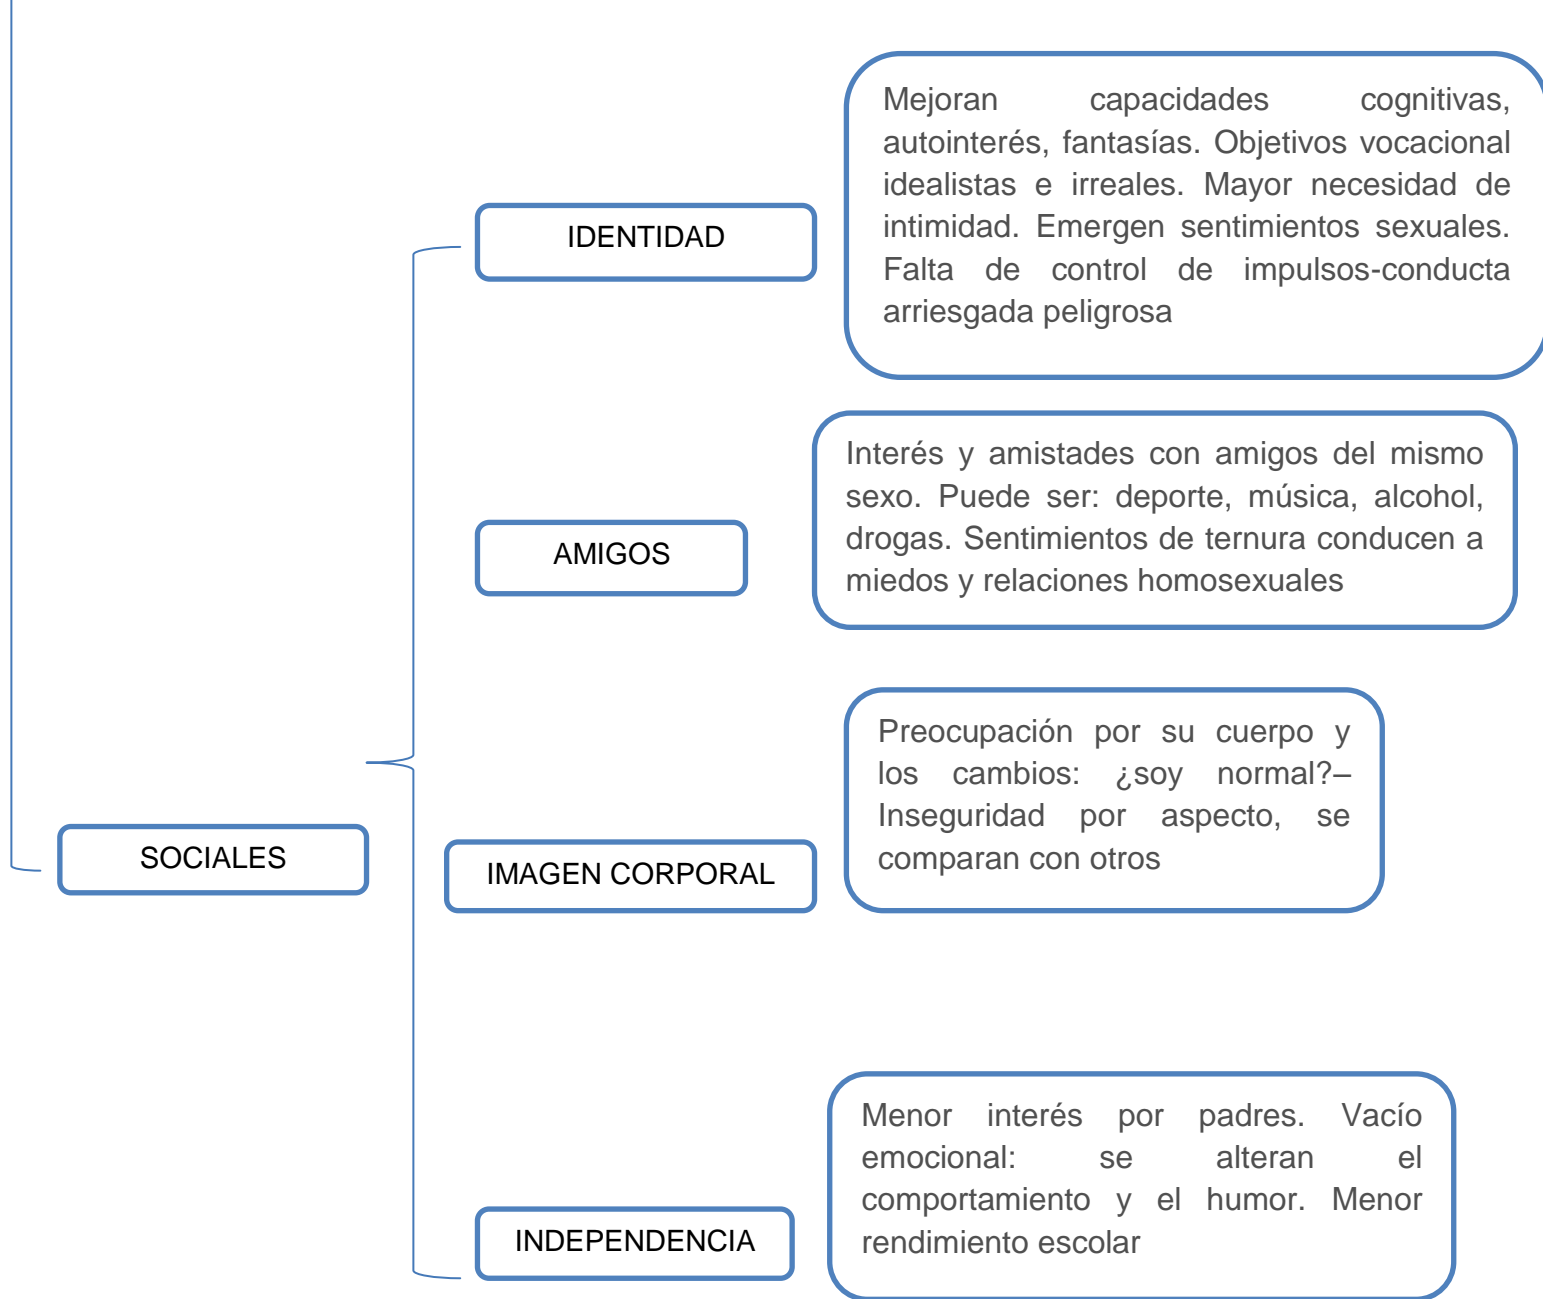 Mejoran capacidades cognitivas,
autointerés, fantasías. Objetivos vocacional
idealistas e irreales. Mayor necesidad de
intimidad. Emergen sentimientos sexuales.
Falta de control de impulsos-conducta
arriesgada peligrosa
IDENTIDAD
Interés y amistades con amigos del mismo
sexo. Puede ser: deporte, música, alcohol,
drogas. Sentimientos de ternura conducen a
miedos y relaciones homosexuales
AMIGOS
Preocupación por su cuerpo y
los cambios: ¿soy normal?–
Inseguridad por aspecto, se
comparan con otros
SOCIALES
IMAGEN CORPORAL
Menor interés por padres. Vacío
emocional: se alteran el
comportamiento y el humor. Menor
rendimiento escolar
INDEPENDENCIA